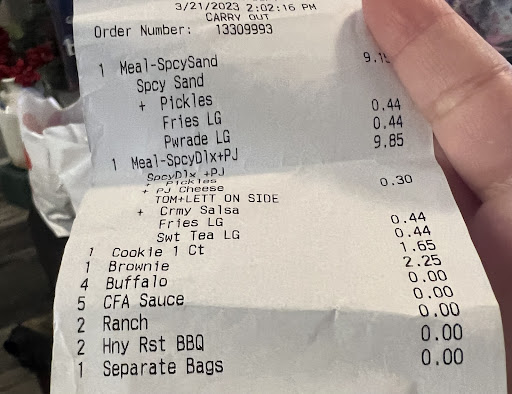 3/21/2023 2:02:16 PM
CARRY OUT
Order Number: 13309993
1 Meal-SpcySand 9.15
Spcy Sand
+ Pickles
Fries LG 0.44
Pwrade LG 0.44
1 Meal-SpcyDlx+PJ 9.85
SpcyDlx +PJ
+ Pickles
+ PJ Cheese 0.30
TOM+LETT ON SIDE
+ Crmy Salsa
Fries LG 0.44
Swt Tea LG 0.44
1 Cookie 1 Ct 1.65
1 Brownie 2.25
4 Buffalo 0.00
5 CFA Sauce 0.00
2 Ranch 0.00
2 Hny Rst BBQ 0.00
1 Separate Bags 0.00